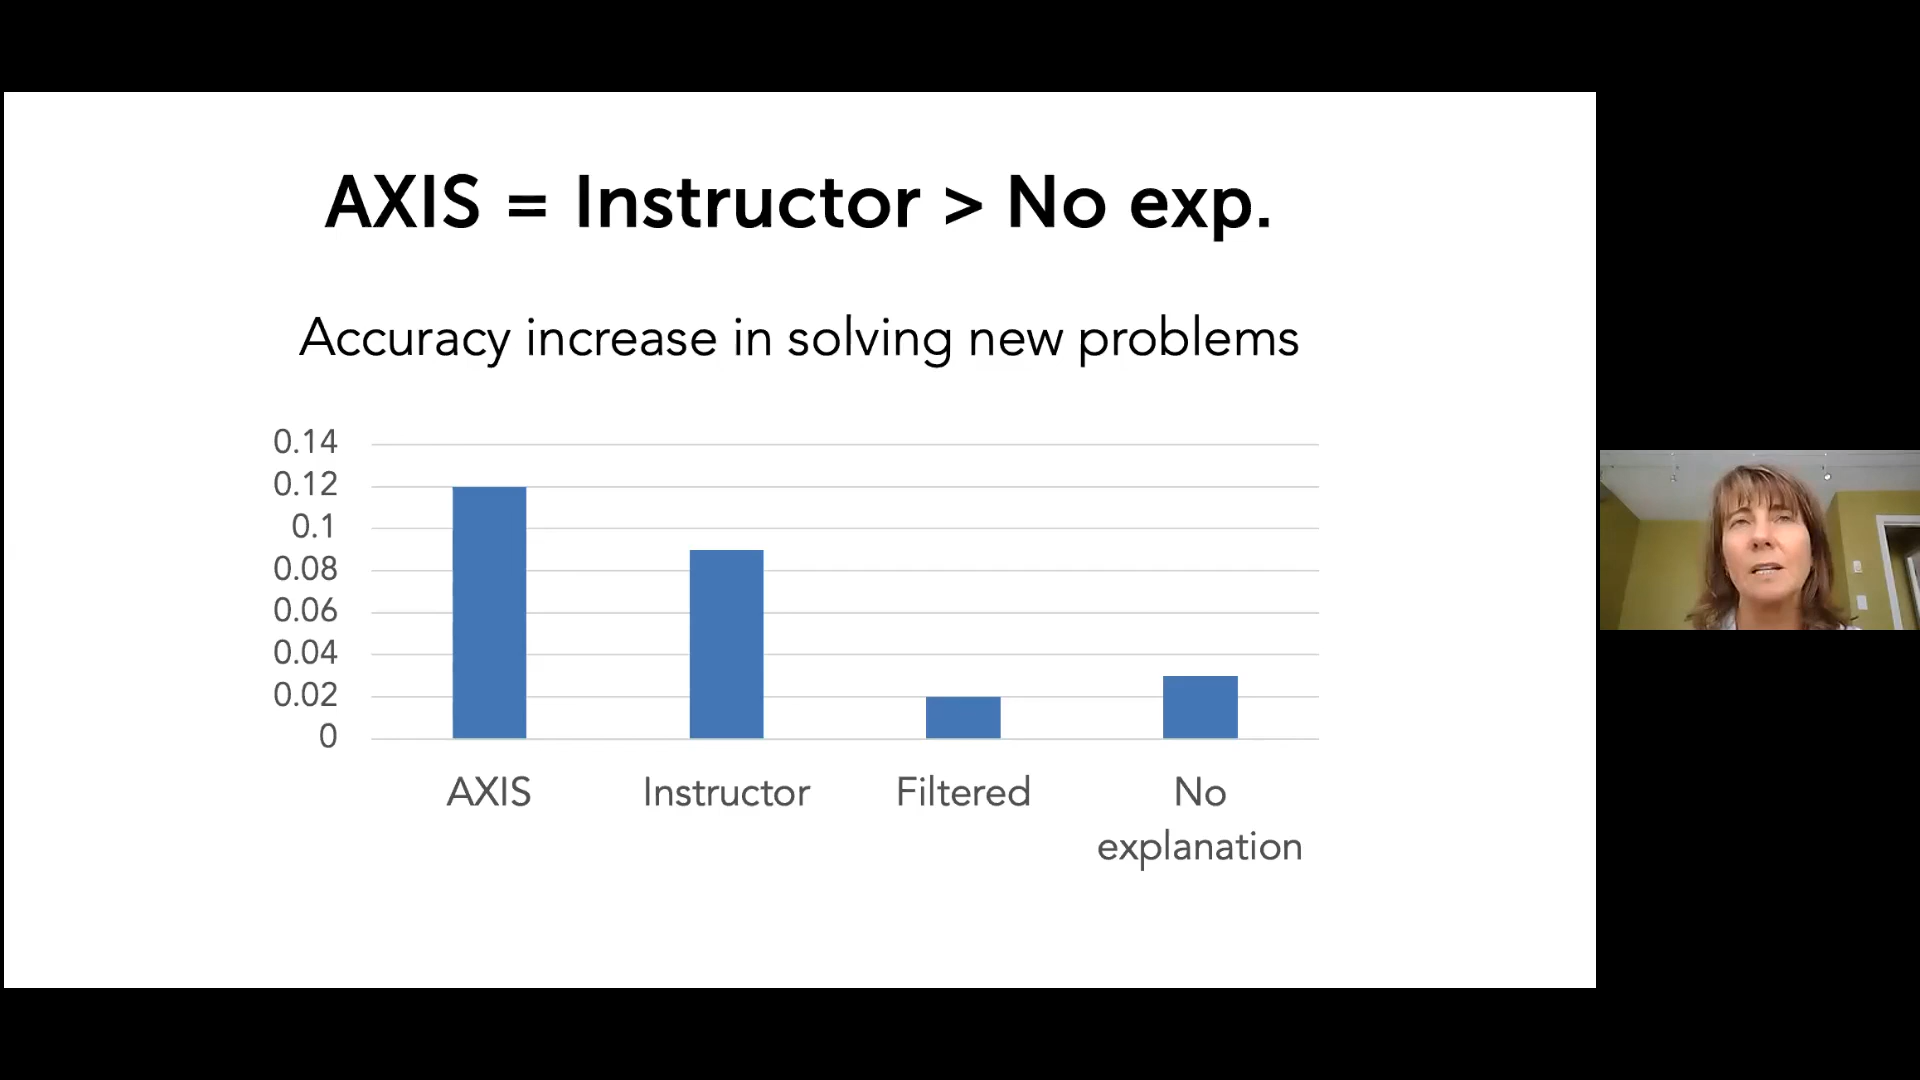 AXIS = Instructor > No exp.
Accuracy increase in solving new problems
0.14
0.12
0.1
0.08
0.06
0.04
0.02
0
AXIS
Instructor
Filtered
No
explanation